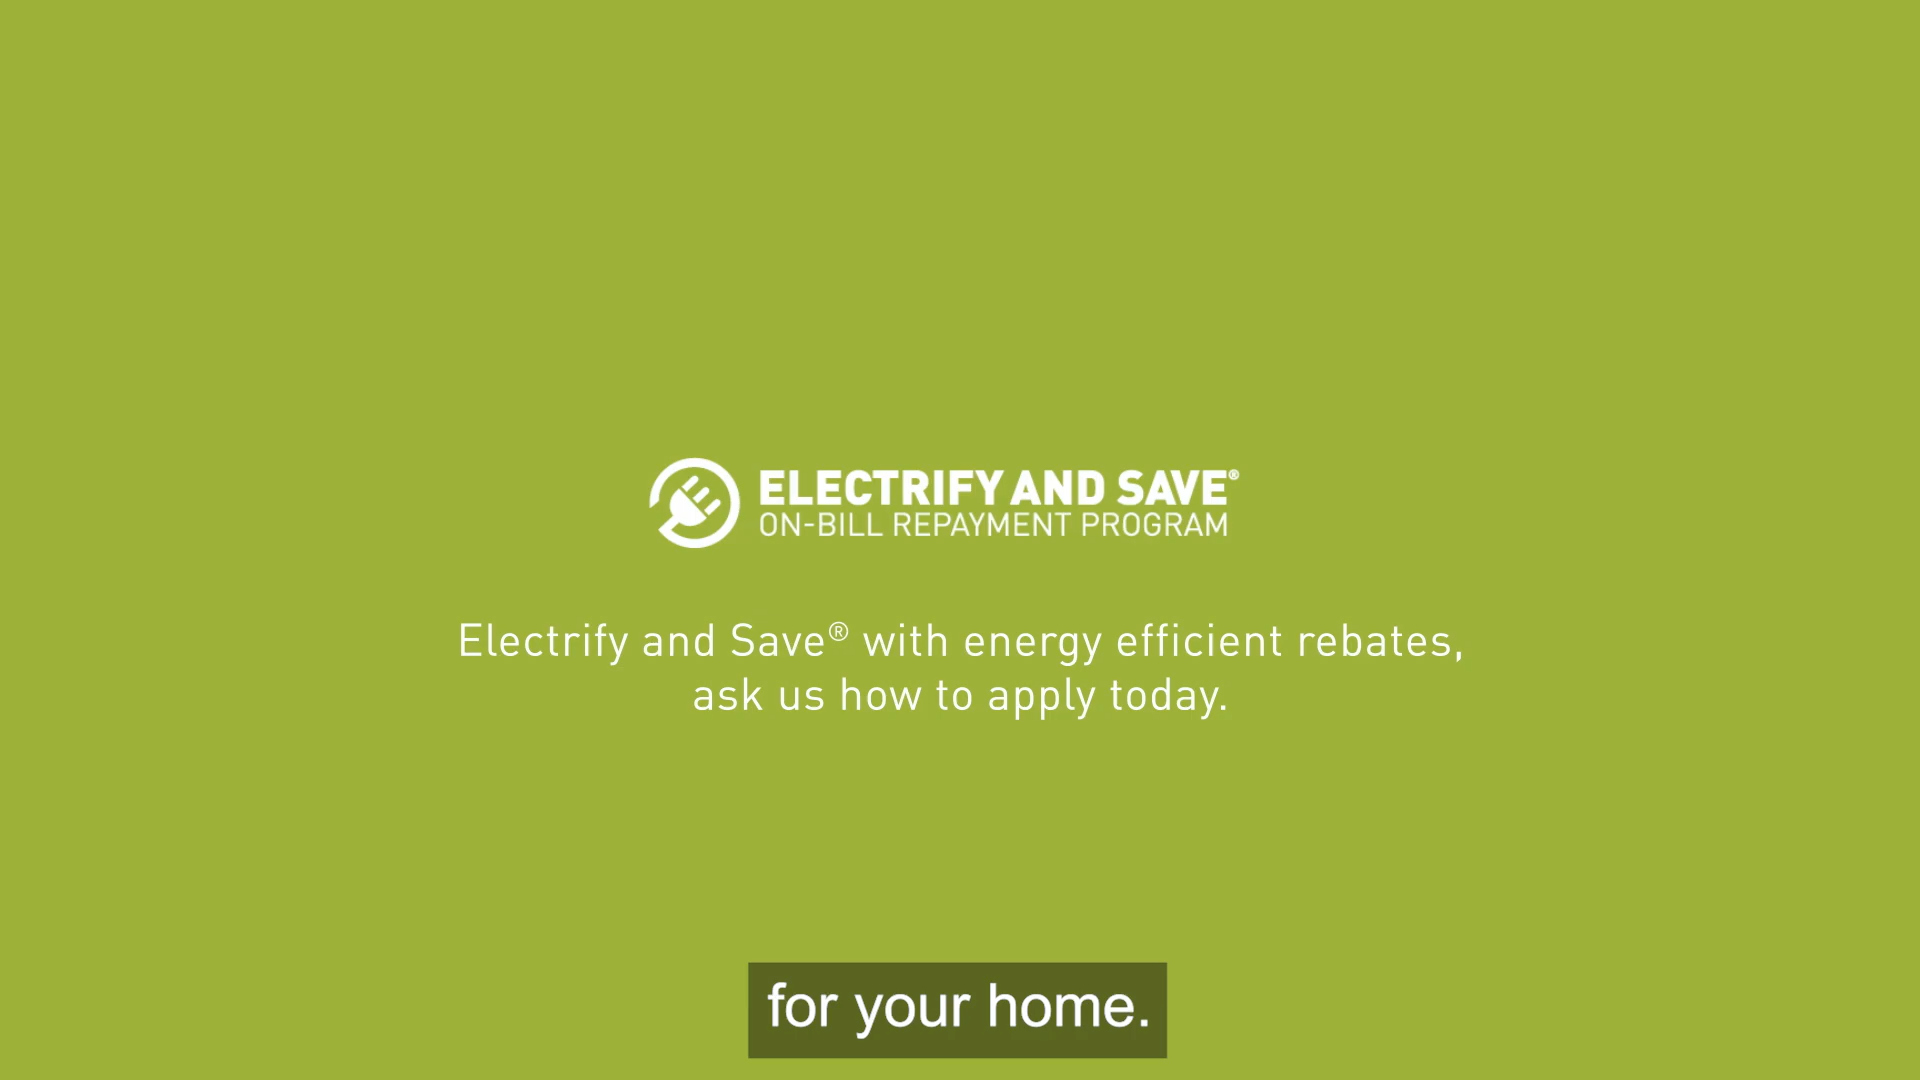 ELECTRIFY AND SAVE®
ON-BILL REPAYMENT PROGRAM
Electrify and Save® with energy efficient rebates,
ask us how to apply today.
for your home.